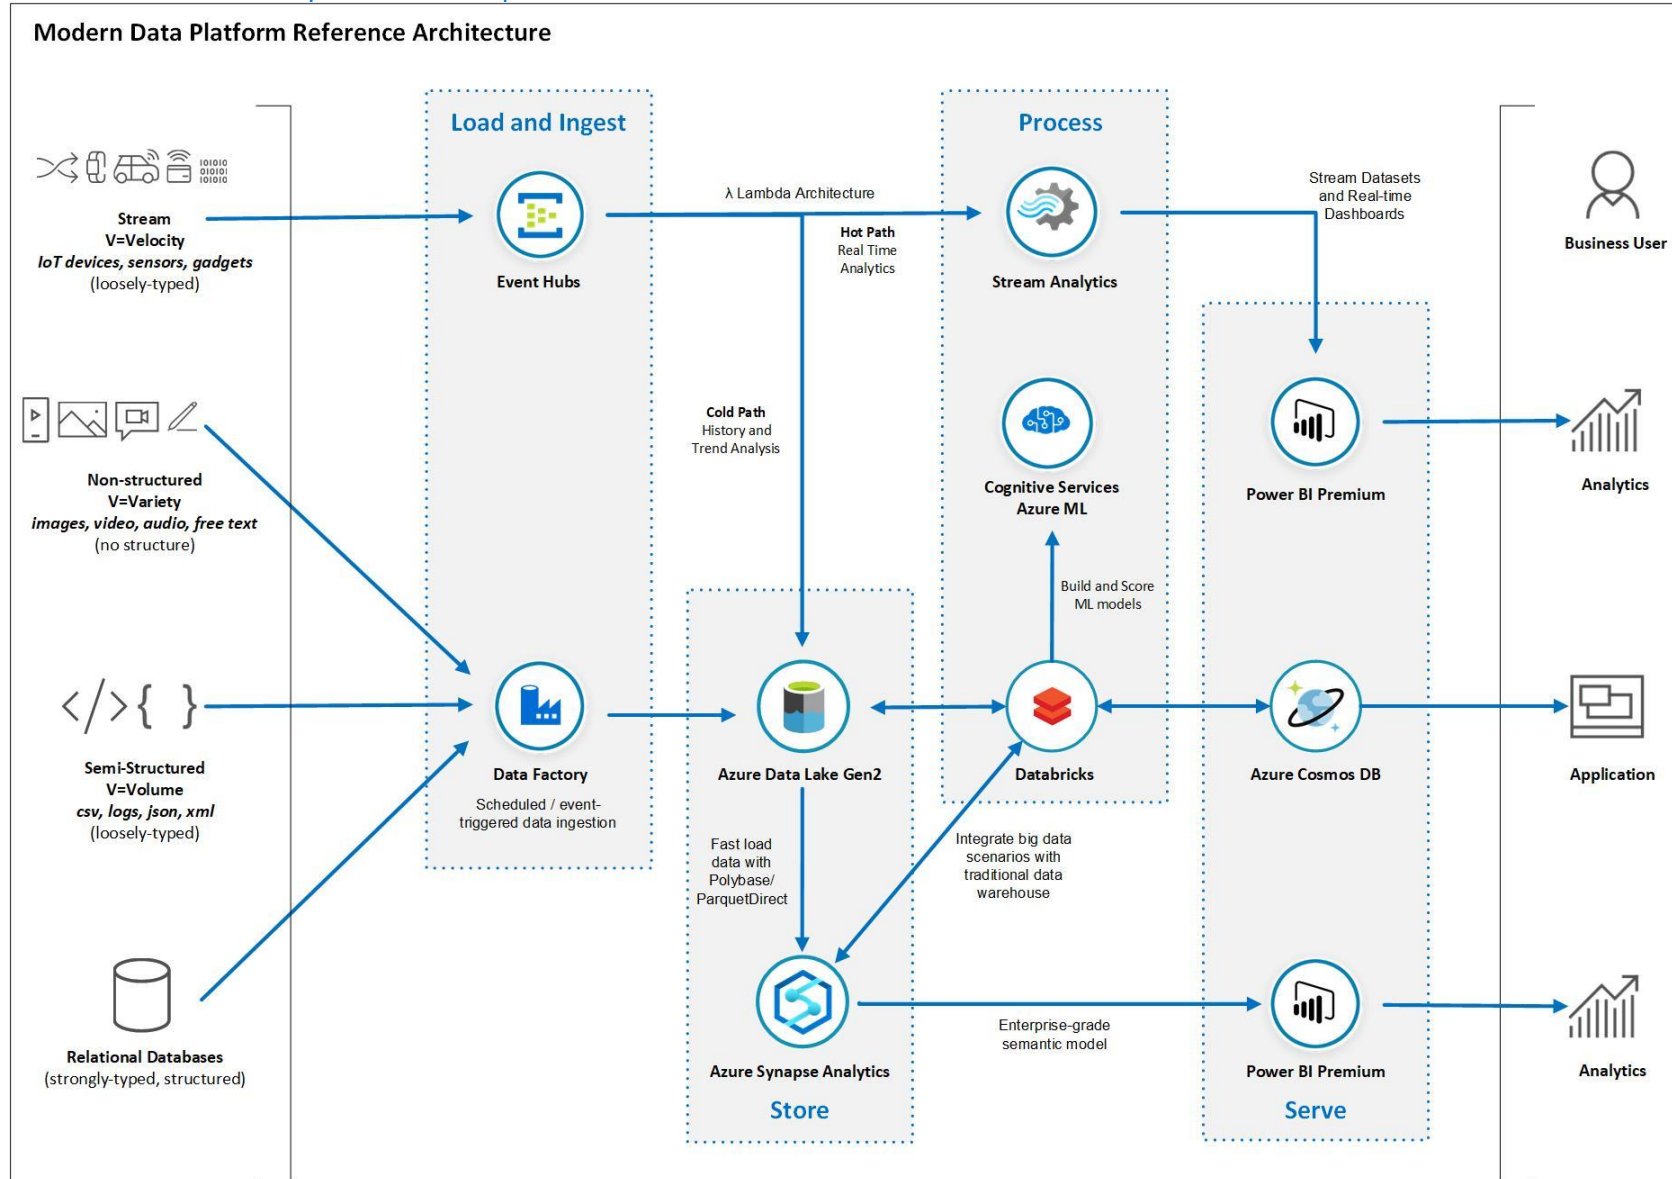 Modern Data Platform Reference Architecture
Load and Ingest
Process
λ Lambda Architecture
Stream Datasets
and Real-time
Dashboards
Stream
V=Velocity
IoT devices, sensors, gadgets
(loosely-typed)
Event Hubs
Hot Path
Real Time
Analytics
Stream Analytics
Business User
Cold Path
History and
Trend Analysis
Non-structured
V=Variety
images, video, audio, free text
(no structure)
Cognitive Services
Azure ML
Power BI Premium
Analytics
Build and Score
ML models
Semi-Structured
V=Volume
csv, logs, json, xml
(loosely-typed)
Data Factory
Scheduled / event-
triggered data ingestion
Azure Data Lake Gen2
Databricks
Azure Cosmos DB
Application
Fast load
data with
Polybase/
ParquetDirect
Integrate big data
scenarios with
traditional data
warehouse
Relational Databases
(strongly-typed, structured)
Azure Synapse Analytics
Enterprise-grade
semantic model
Power BI Premium
Analytics
Store
Serve